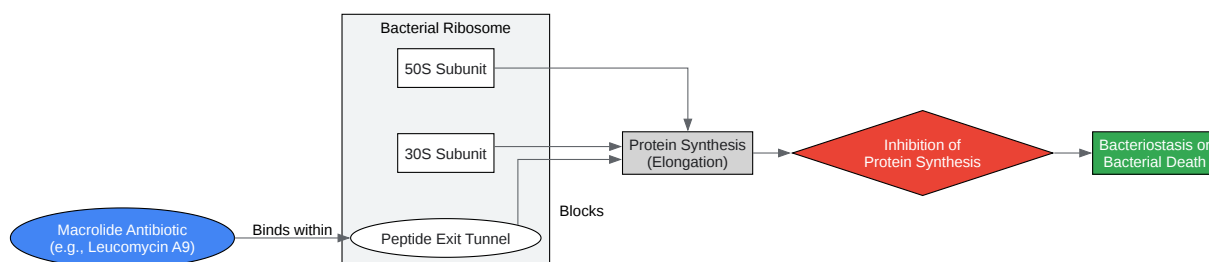 Bacterial Ribosome
50S Subunit
30S Subunit
Protein Synthesis
(Elongation)
Inhibition of
Protein Synthesis
Bacteriostasis or
Bacterial Death
Blocks
Macrolide Antibiotic
(e.g., Leucomycin A9)
Binds within
Peptide Exit Tunnel